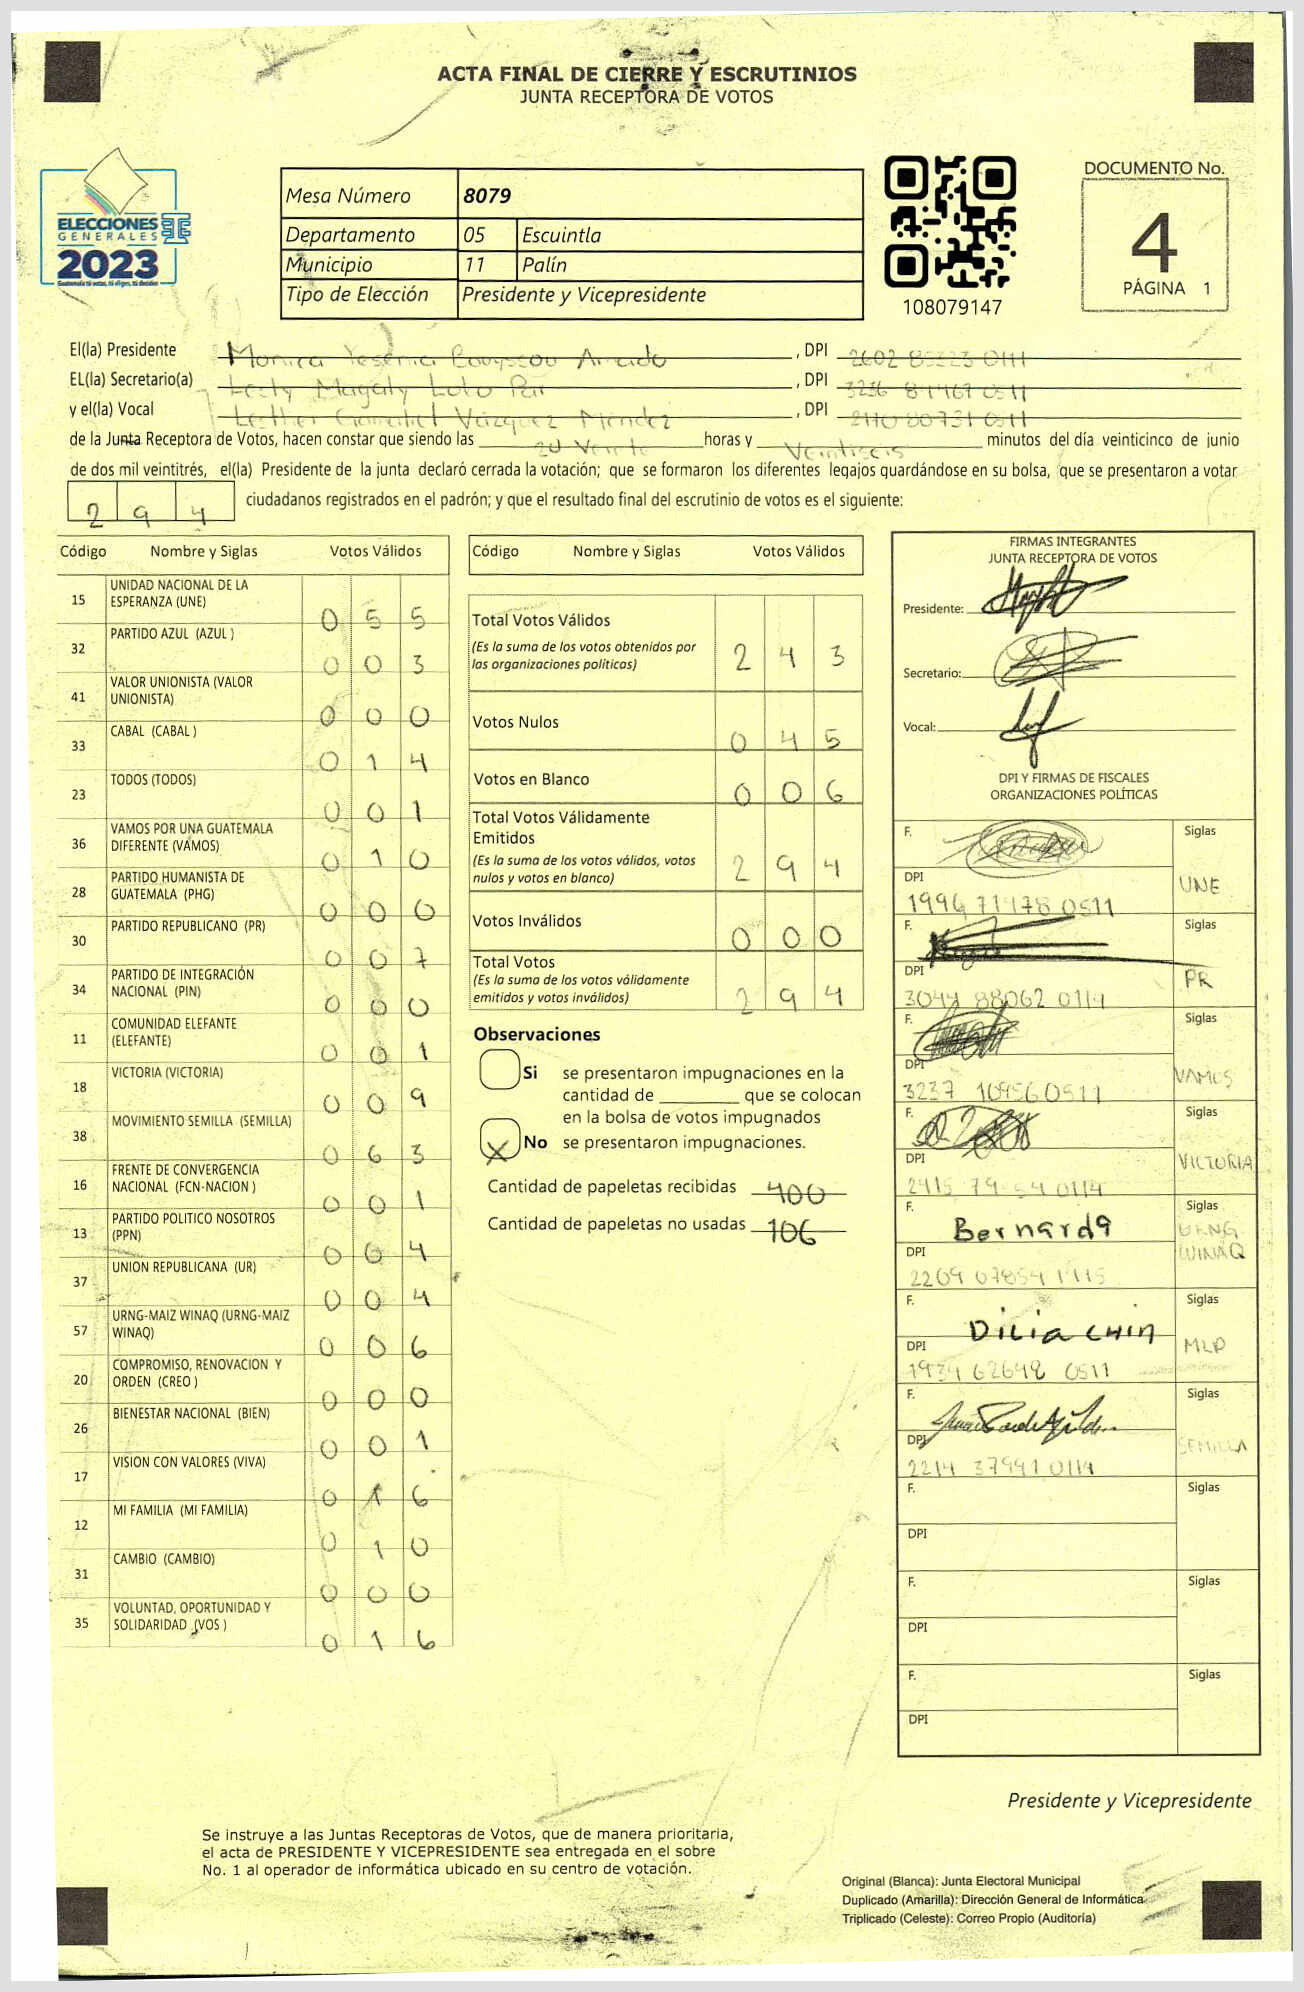 ACTA FINAL DE CIERRE Y ESCRUTINIOS
JUNTA RECEPTORA DE VOTOS
ELECCIONES
GENERALES
2023
Guatemala tú votas, tú eliges, tú decides
Mesa Número 8079
Departamento 05 Escuintla
Municipio 11 Palín
Tipo de Elección Presidente y Vicepresidente
108079147
DOCUMENTO No.
4
PÁGINA 1
El(la) Presidente Monica Yesenia Amado , DPI 2602 85323 0111
EL(la) Secretario(a) Lesly Magaly Loto Par , DPI 3236 0511
y el(la) Vocal Vázquez Méndez , DPI 2110 80731 0511
de la Junta Receptora de Votos, hacen constar que siendo las 20 Veinte horas y Veintiseis minutos del día veinticinco de junio
de dos mil veintitrés, el(la) Presidente de la junta declaró cerrada la votación; que se formaron los diferentes legajos quardándose en su bolsa, que se presentaron a votar
2 9 4 ciudadanos registrados en el padrón; y que el resultado final del escrutinio de votos es el siguiente:
Código Nombre y Siglas Votos Válidos
15 UNIDAD NACIONAL DE LA ESPERANZA (UNE) 0 5 5
32 PARTIDO AZUL (AZUL ) 0 0 3
41 VALOR UNIONISTA (VALOR UNIONISTA) 0 0 0
33 CABAL (CABAL ) 0 1 4
23 TODOS (TODOS) 0 0 1
36 VAMOS POR UNA GUATEMALA DIFERENTE (VAMOS) 0 1 0
28 PARTIDO HUMANISTA DE GUATEMALA (PHG) 0 0 0
30 PARTIDO REPUBLICANO (PR) 0 0 7
34 PARTIDO DE INTEGRACIÓN NACIONAL (PIN) 0 0 0
11 COMUNIDAD ELEFANTE (ELEFANTE) 0 0 1
18 VICTORIA (VICTORIA) 0 0 9
38 MOVIMIENTO SEMILLA (SEMILLA) 0 6 3
16 FRENTE DE CONVERGENCIA NACIONAL (FCN-NACION ) 0 0 1
13 PARTIDO POLITICO NOSOTROS (PPN) 0 0 4
37 UNION REPUBLICANA (UR) 0 0 4
57 URNG-MAIZ WINAQ (URNG-MAIZ WINAQ) 0 0 6
20 COMPROMISO, RENOVACION Y ORDEN (CREO ) 0 0 0
26 BIENESTAR NACIONAL (BIEN) 0 0 1
17 VISION CON VALORES (VIVA) 0 1 6
12 MI FAMILIA (MI FAMILIA) 0 1 0
31 CAMBIO (CAMBIO) 0 0 0
35 VOLUNTAD, OPORTUNIDAD Y SOLIDARIDAD (VOS ) 0 1 6
Código Nombre y Siglas Votos Válidos
Total Votos Válidos
(Es la suma de los votos obtenidos por las organizaciones políticas) 2 4 3
Votos Nulos 0 4 5
Votos en Blanco 0 0 6
Total Votos Válidamente Emitidos
(Es la suma de los votos válidos, votos nulos y votos en blanco) 2 9 4
Votos Inválidos 0 0 0
Total Votos
(Es la suma de los votos válidamente emitidos y votos inválidos) 2 9 4
Observaciones
Si se presentaron impugnaciones en la
cantidad de ________ que se colocan
en la bolsa de votos impugnados
X No se presentaron impugnaciones.
Cantidad de papeletas recibidas 400
Cantidad de papeletas no usadas 106
FIRMAS INTEGRANTES
JUNTA RECEPTORA DE VOTOS
Presidente:
Secretario:
Vocal:
DPI Y FIRMAS DE FISCALES
ORGANIZACIONES POLÍTICAS
F. Siglas
DPI 1996 71978 0511 UNE
F. Siglas
DPI 3044 88062 0114 PR
F. Siglas
DPI 3237 109560511 VAMOS
F. Siglas
DPI 2415 0114 VICTORIA
F. Bernarda Siglas URNG WINAQ
DPI 2209 07854 1415
F. Dilia Chin Siglas
DPI 1934 62648 0511 MLP
F. Siglas
DPI 2214 37991 0114 SEMILLA
F. Siglas
DPI
F. Siglas
DPI
F. Siglas
DPI
Presidente y Vicepresidente
Se instruye a las Juntas Receptoras de Votos, que de manera prioritaria,
el acta de PRESIDENTE Y VICEPRESIDENTE sea entregada en el sobre
No. 1 al operador de informática ubicado en su centro de votación.
Original (Blanca): Junta Electoral Municipal
Duplicado (Amarilla): Dirección General de Informática
Triplicado (Celeste): Correo Propio (Auditoría)